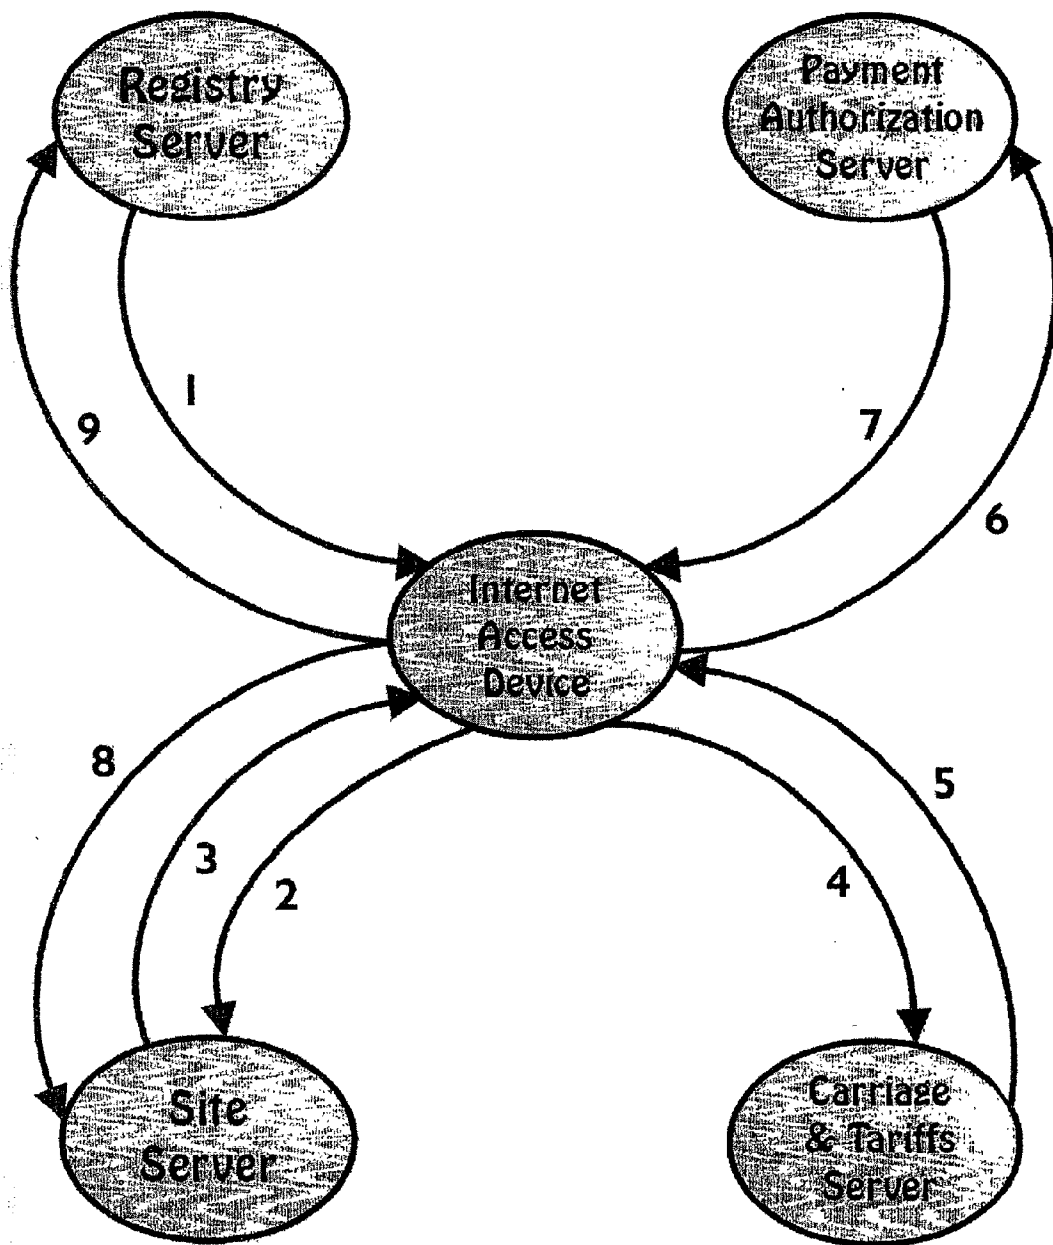 Registry
Server
Payment
Authorization
Server
1
9
7
6
Internet
Access
Device
8
3
2
5
4
Site
Server
Carriage
& Tariffs
Server